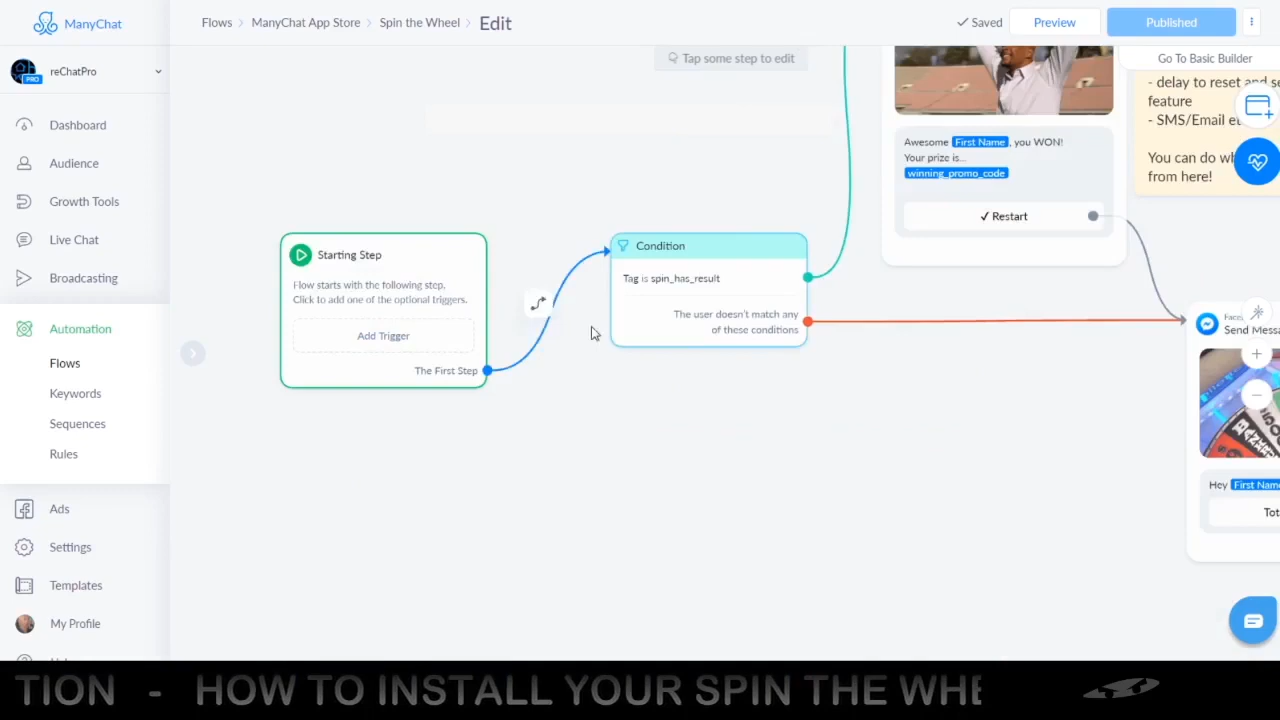 ManyChat
Flows > ManyChat App Store > Spin the Wheel > Edit
Saved
Preview
Published
reChatPro
PRO
Tap some step to edit
Go To Basic Builder
Dashboard
Audience
Growth Tools
Live Chat
Broadcasting
Automation
Flows
Keywords
Sequences
Rules
Ads
Settings
Templates
My Profile
Starting Step
Flow starts with the following step.
Click to add one of the optional triggers.
Add Trigger
The First Step
Condition
Tag is spin_has_result
The user doesn't match any
of these conditions
Awesome First Name , you WON!
Your prize is...
winning_promo_code
✓ Restart
- delay to reset and
feature
- SMS/Email
You can do
from here!
Send
Hey First Name
TION - HOW TO INSTALL YOUR SPIN THE WHE